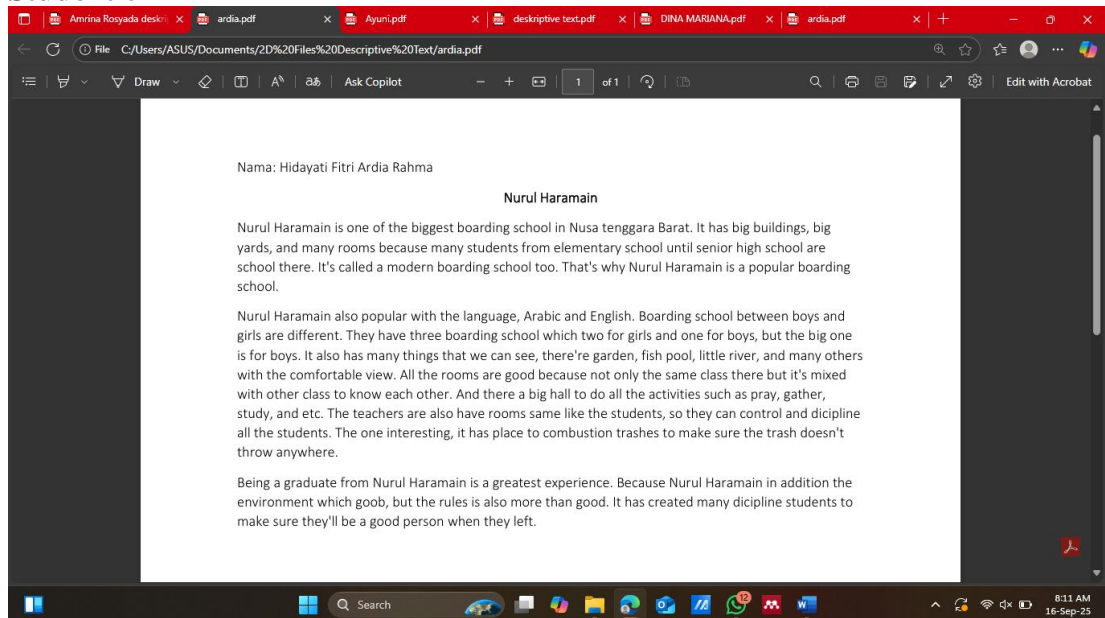 Amrina Rosyada deskri
ardia.pdf
Ayuni.pdf
deskriptive text.pdf
DINA MARIANA.pdf
ardia.pdf
File C:/Users/ASUS/Documents/2D%20Files%20Descriptive%20Text/ardia.pdf
Draw
Ask Copilot
1 of 1
Edit with Acrobat
Nama: Hidayati Fitri Ardia Rahma
Nurul Haramain
Nurul Haramain is one of the biggest boarding school in Nusa tenggara Barat. It has big buildings, big
yards, and many rooms because many students from elementary school until senior high school are
school there. It's called a modern boarding school too. That's why Nurul Haramain is a popular boarding
school.
Nurul Haramain also popular with the language, Arabic and English. Boarding school between boys and
girls are different. They have three boarding school which two for girls and one for boys, but the big one
is for boys. It also has many things that we can see, there're garden, fish pool, little river, and many others
with the comfortable view. All the rooms are good because not only the same class there but it's mixed
with other class to know each other. And there a big hall to do all the activities such as pray, gather,
study, and etc. The teachers are also have rooms same like the students, so they can control and dicipline
all the students. The one interesting, it has place to combustion trashes to make sure the trash doesn't
throw anywhere.
Being a graduate from Nurul Haramain is a greatest experience. Because Nurul Haramain in addition the
environment which goob, but the rules is also more than good. It has created many dicipline students to
make sure they'll be a good person when they left.
Search
12
8:11 AM
16-Sep-25